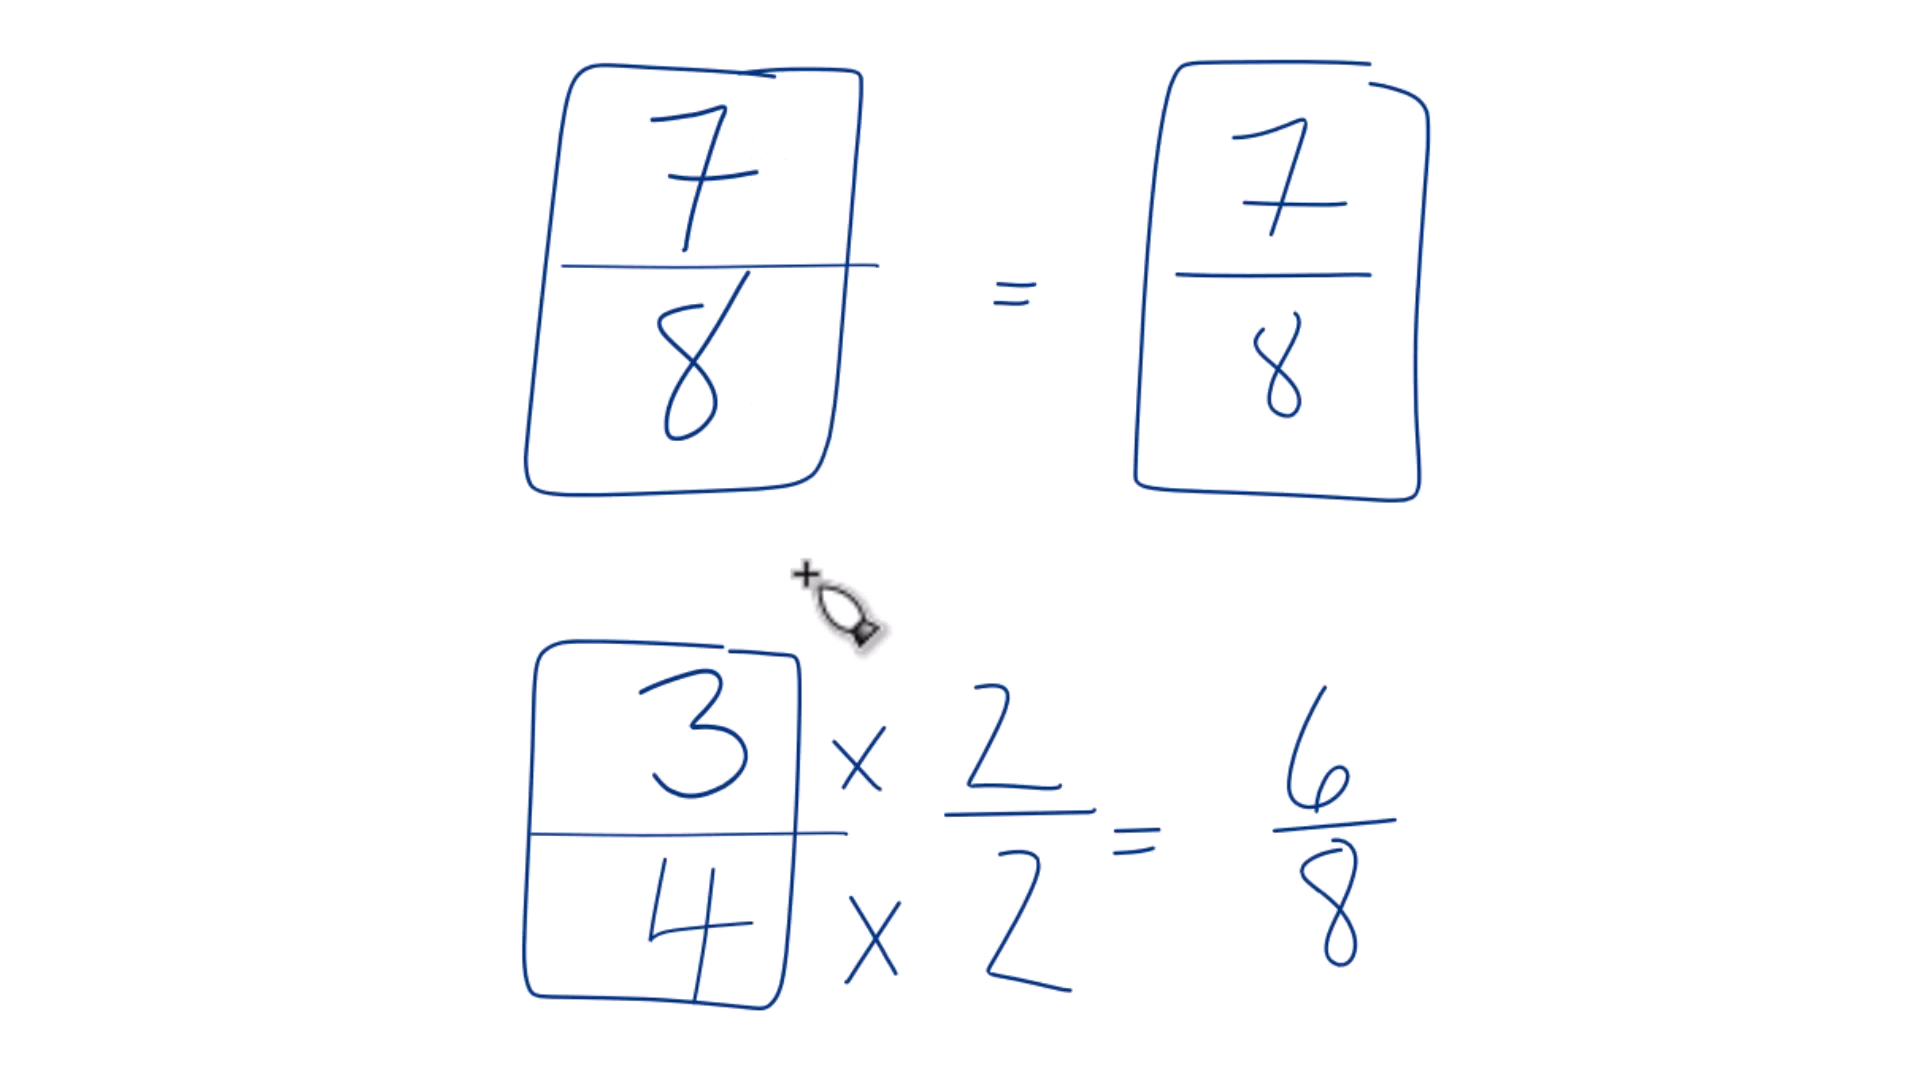 7/8 = 7/8
3/4 × 2/2 = 6/8